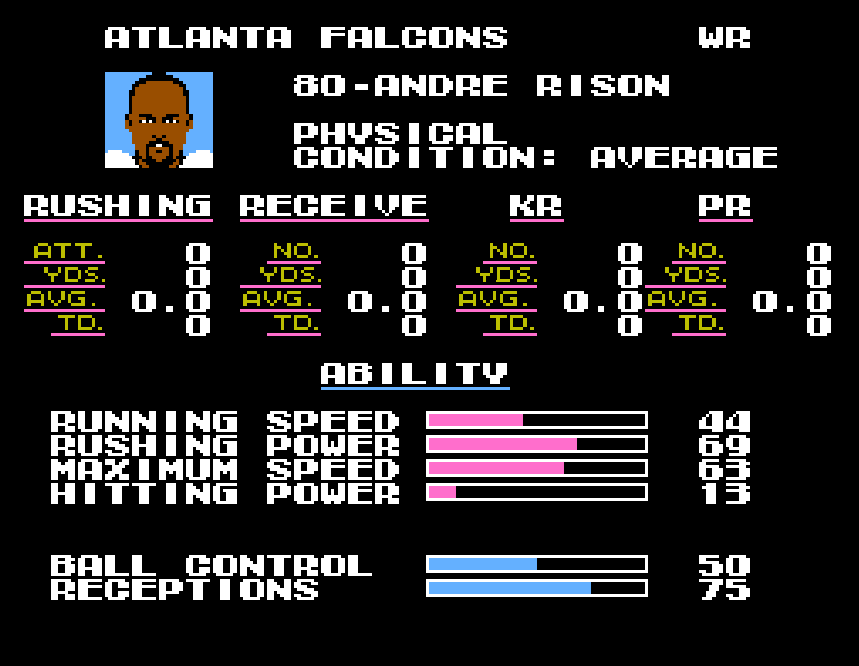 ATLANTA FALCONS WR
80-ANDRE RISON
PHYSICAL
CONDITION: AVERAGE
RUSHING RECEIVE KR PR
ATT. 0 NO. 0 NO. 0 NO. 0
YDS. 0 YDS. 0 YDS. 0 YDS. 0
AVG. 0.0 AVG. 0.0 AVG. 0.0 AVG. 0.0
TD. 0 TD. 0 TD. 0 TD. 0
ABILITY
RUNNING SPEED 44
RUSHING POWER 69
MAXIMUM SPEED 63
HITTING POWER 13
BALL CONTROL 50
RECEPTIONS 75